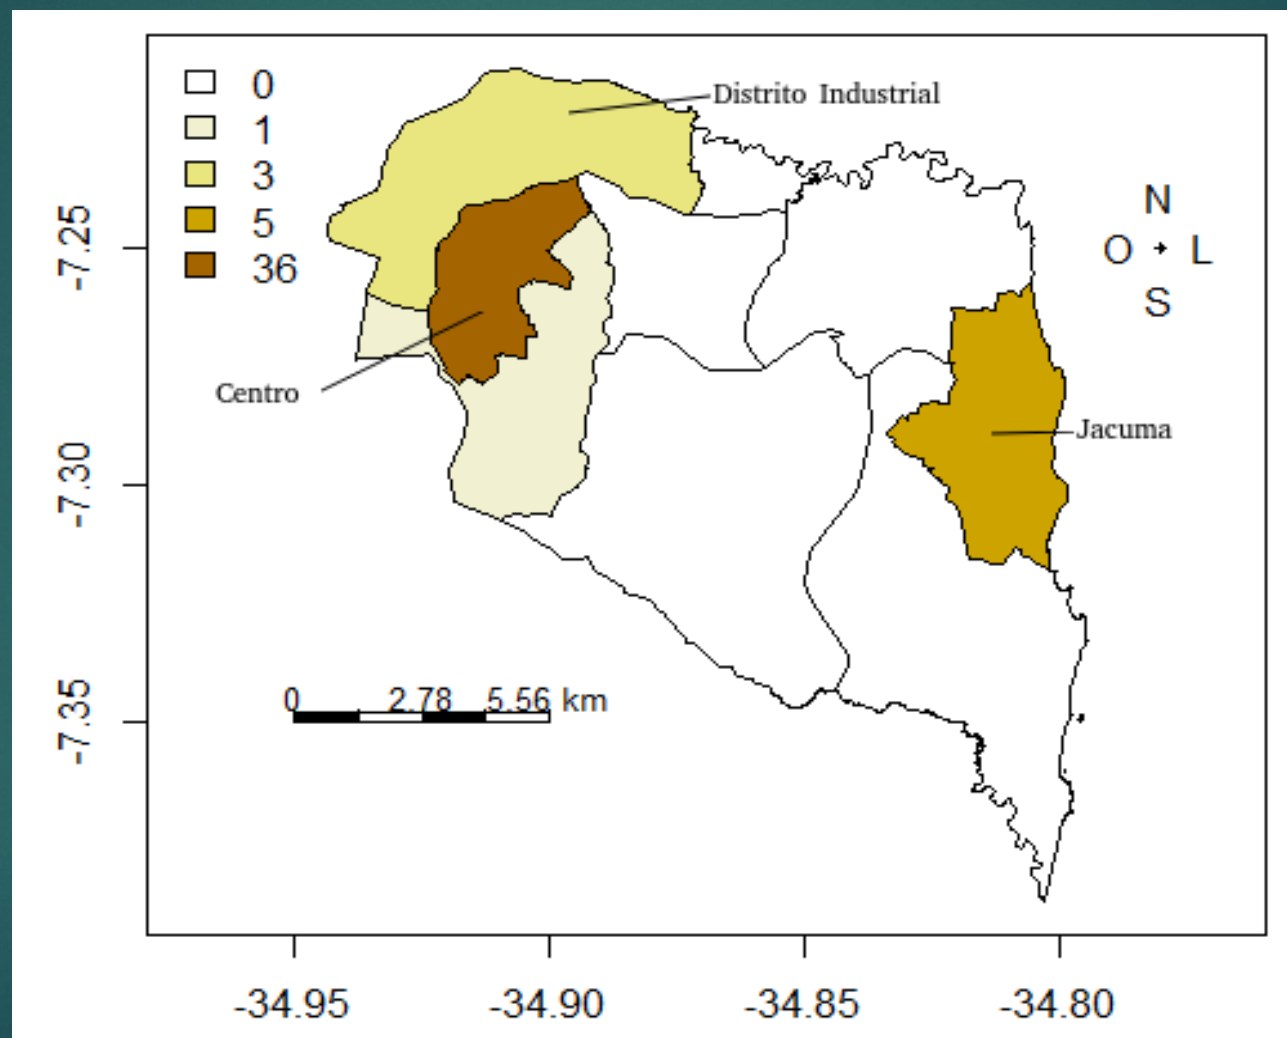 0
1
3
5
36
Distrito Industrial
N
O L
S
Centro
Jacuma
-7.25
-7.30
-7.35
0 2.78 5.56 km
-34.95 -34.90 -34.85 -34.80